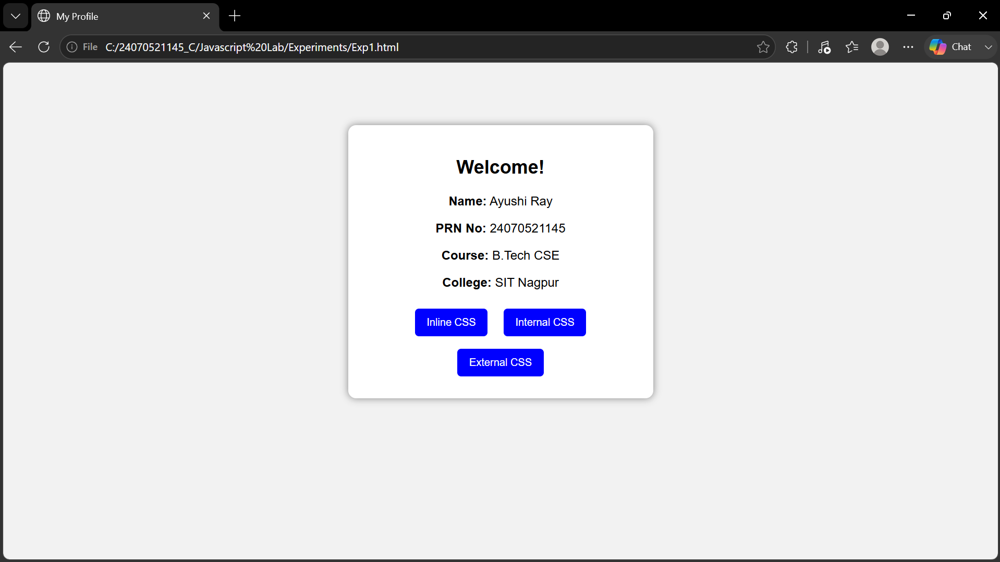 My Profile
File C:/24070521145_C/Javascript%20Lab/Experiments/Exp1.html
Chat
Welcome!
Name: Ayushi Ray
PRN No: 24070521145
Course: B.Tech CSE
College: SIT Nagpur
Inline CSS Internal CSS
External CSS